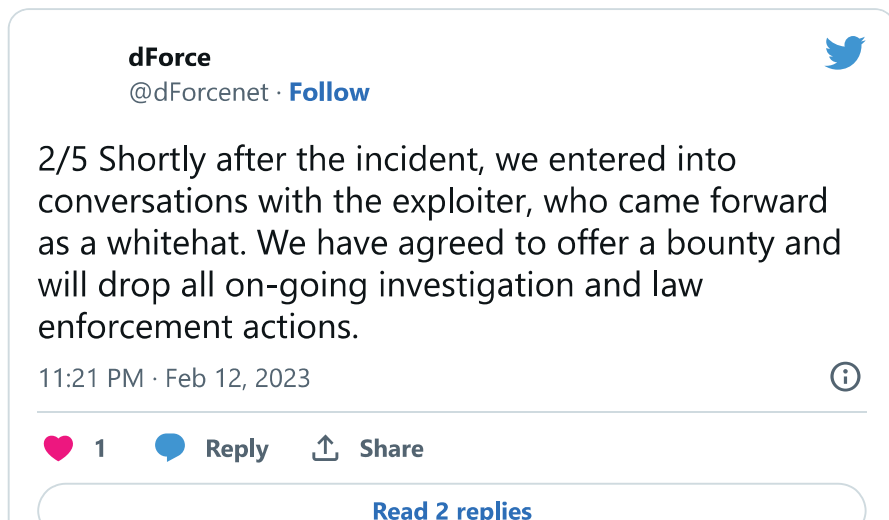 dForce
@dForcenet · Follow
2/5 Shortly after the incident, we entered into
conversations with the exploiter, who came forward
as a whitehat. We have agreed to offer a bounty and
will drop all on-going investigation and law
enforcement actions.
11:21 PM · Feb 12, 2023
1 Reply Share
Read 2 replies